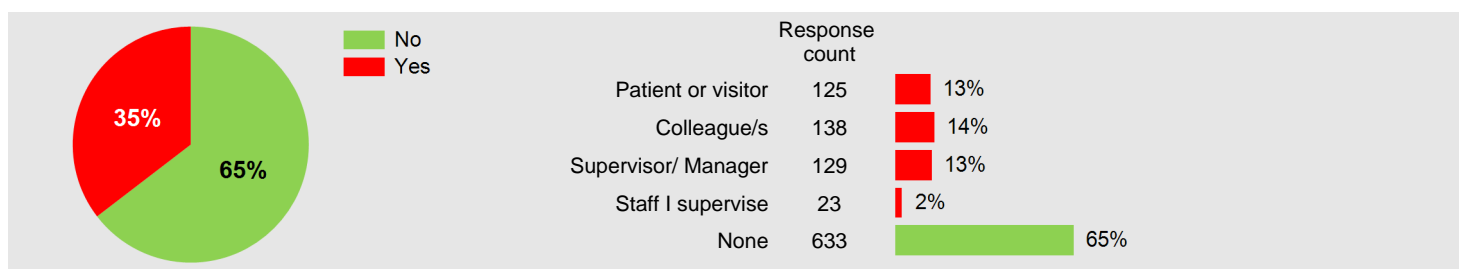 No
Yes
35%
65%
Response
count
Patient or visitor 125 13%
Colleague/s 138 14%
Supervisor/ Manager 129 13%
Staff I supervise 23 2%
None 633 65%